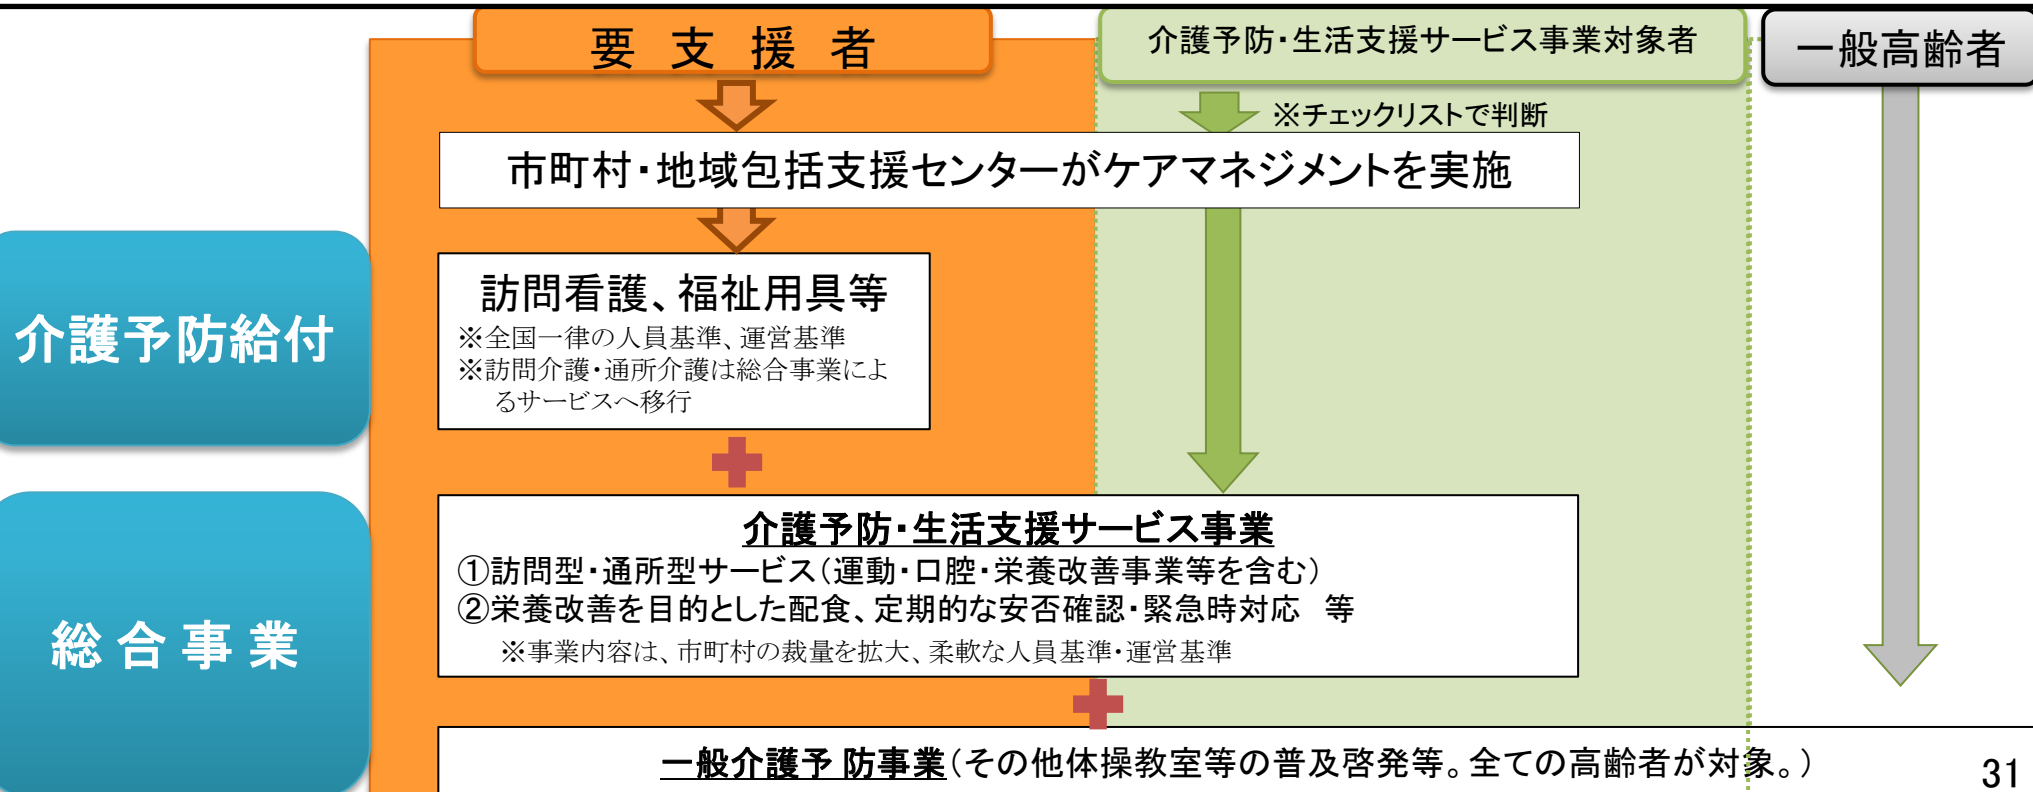 要 支 援 者
介護予防・生活支援サービス事業対象者
一般高齢者
※チェックリストで判断
市町村・地域包括支援センターがケアマネジメントを実施
介護予防給付
訪問看護、福祉用具等
※全国一律の人員基準、運営基準
※訪問介護・通所介護は総合事業によ
るサービスへ移行
総 合 事 業
介護予防・生活支援サービス事業
①訪問型・通所型サービス（運動・口腔・栄養改善事業等を含む）
②栄養改善を目的とした配食、定期的な安否確認・緊急時対応　等
※事業内容は、市町村の裁量を拡大、柔軟な人員基準・運営基準
一般介護予 防事業（その他体操教室等の普及啓発等。全ての高齢者が対象。）
31